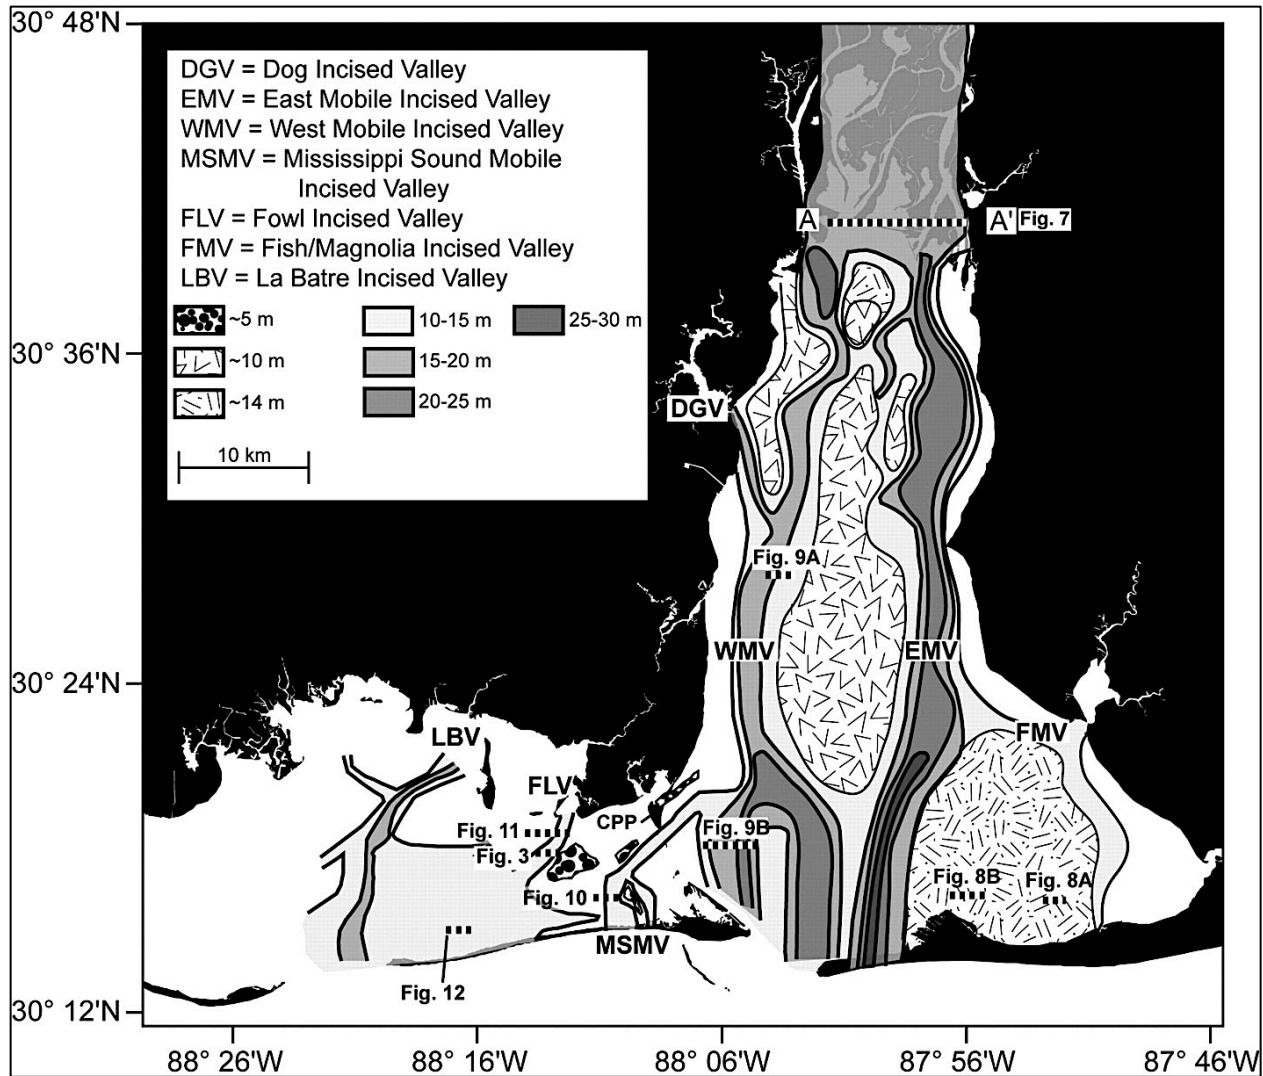 30° 48'N
DGV = Dog Incised Valley
EMV = East Mobile Incised Valley
WMV = West Mobile Incised Valley
MSMV = Mississippi Sound Mobile
Incised Valley
FLV = Fowl Incised Valley
FMV = Fish/Magnolia Incised Valley
LBV = La Batre Incised Valley
~5 m
10-15 m
25-30 m
~10 m
15-20 m
~14 m
20-25 m
10 km
A
A' Fig. 7
30° 36'N
DGV
Fig. 9A
WMV
EMV
30° 24'N
FMV
LBV
FLV
CPP
Fig. 11
Fig. 9B
Fig. 3
Fig. 8B
Fig. 8A
Fig. 10
MSMV
Fig. 12
30° 12'N
88° 26'W
88° 16'W
88° 06'W
87° 56'W
87° 46'W